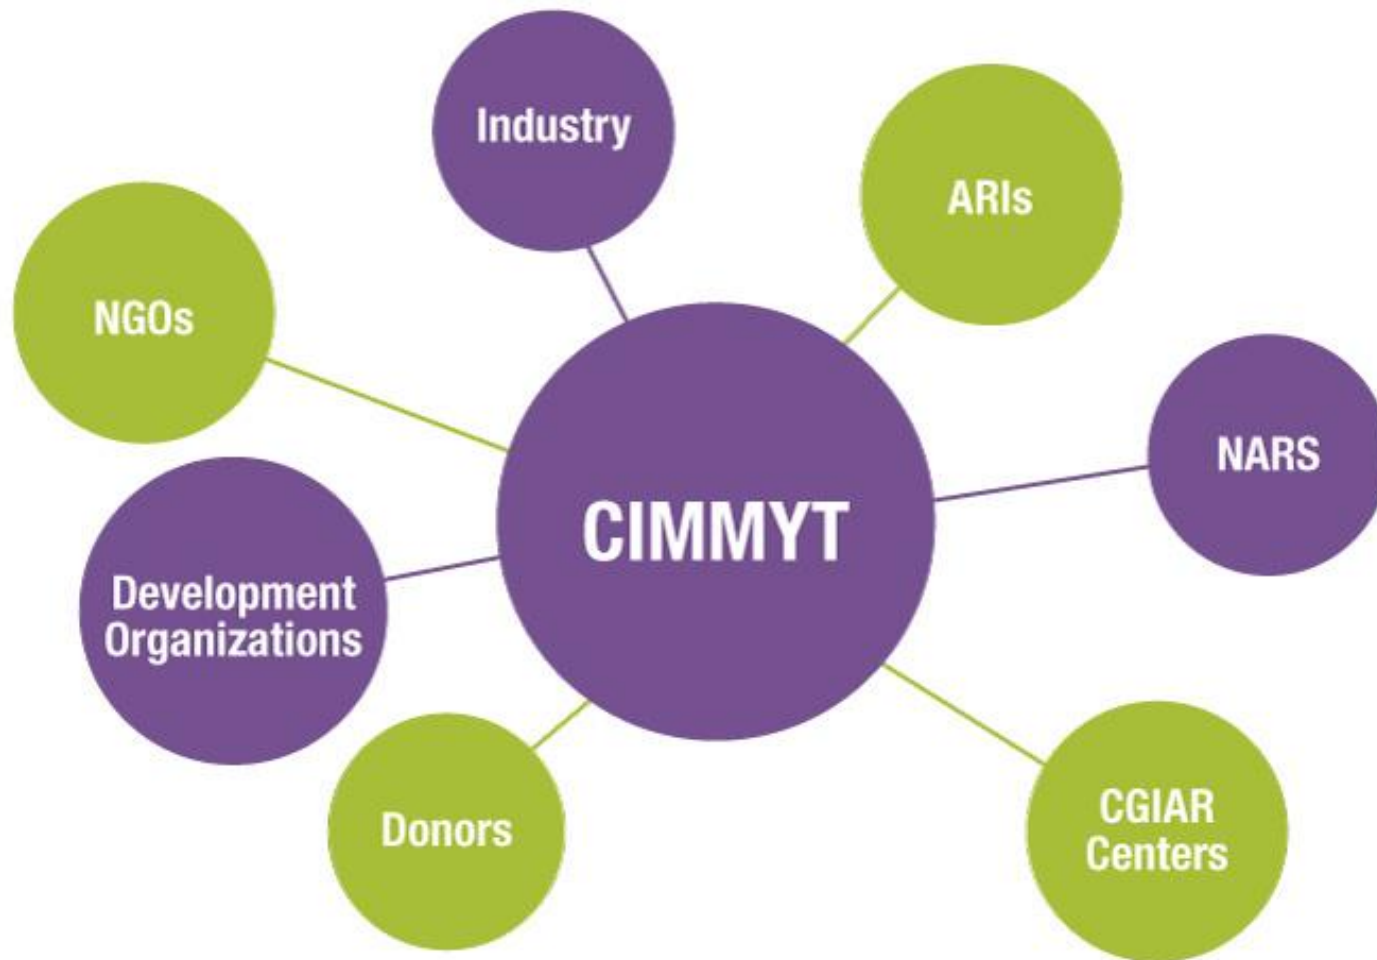 Industry
ARIs
NGOs
NARS
CIMMYT
Development
Organizations
Donors
CGIAR
Centers